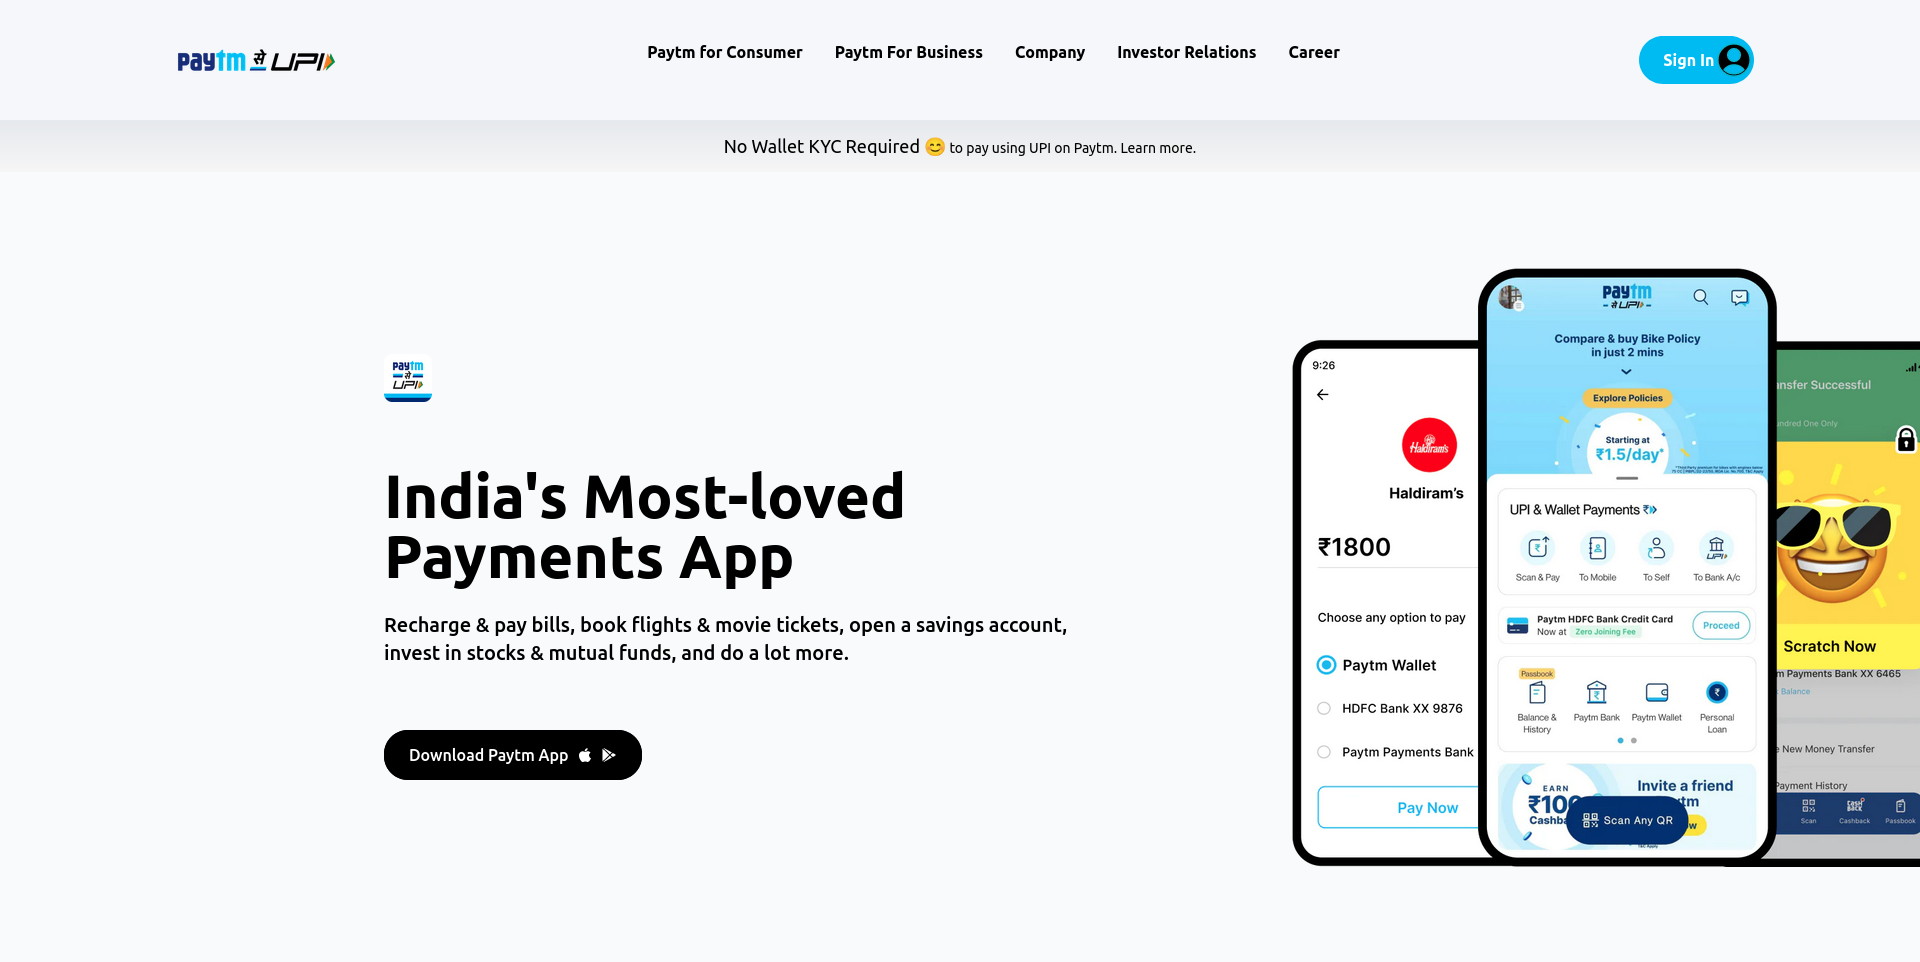 paytm से UPI
Paytm for Consumer
Paytm For Business
Company
Investor Relations
Career
Sign In
No Wallet KYC Required 😊 to pay using UPI on Paytm. Learn more.
paytm
से
UPI
India's Most-loved
Payments App
Recharge & pay bills, book flights & movie tickets, open a savings account,
invest in stocks & mutual funds, and do a lot more.
Download Paytm App
9:26
Haldiram's
Haldiram's
₹1800
Choose any option to pay
Paytm Wallet
HDFC Bank XX 9876
Paytm Payments Bank
Pay Now
paytm
से UPI
Compare & buy Bike Policy
in just 2 mins
Explore Policies
Starting at
₹1.5/day*
UPI & Wallet Payments
Scan & Pay
To Mobile
To Self
UPI
To Bank A/c
Paytm HDFC Bank Credit Card
Now at Zero Joining Fee
Proceed
Passbook
Balance &
History
Paytm Bank
Paytm Wallet
Personal
Loan
EARN
₹100
Cashba
Invite a friend
tm
w
Scan Any QR
nsfer Successful
ndred One Only
Scratch Now
m Payments Bank XX 6465
Balance
e New Money Transfer
Payment History
Scan
Cashback
Passbook